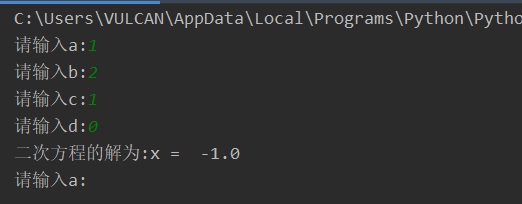 C:\Users\VULCAN\AppData\Local\Programs\Python\Pytho
请输入a:1
请输入b:2
请输入c:1
请输入d:0
二次方程的解为:x =  -1.0
请输入a: